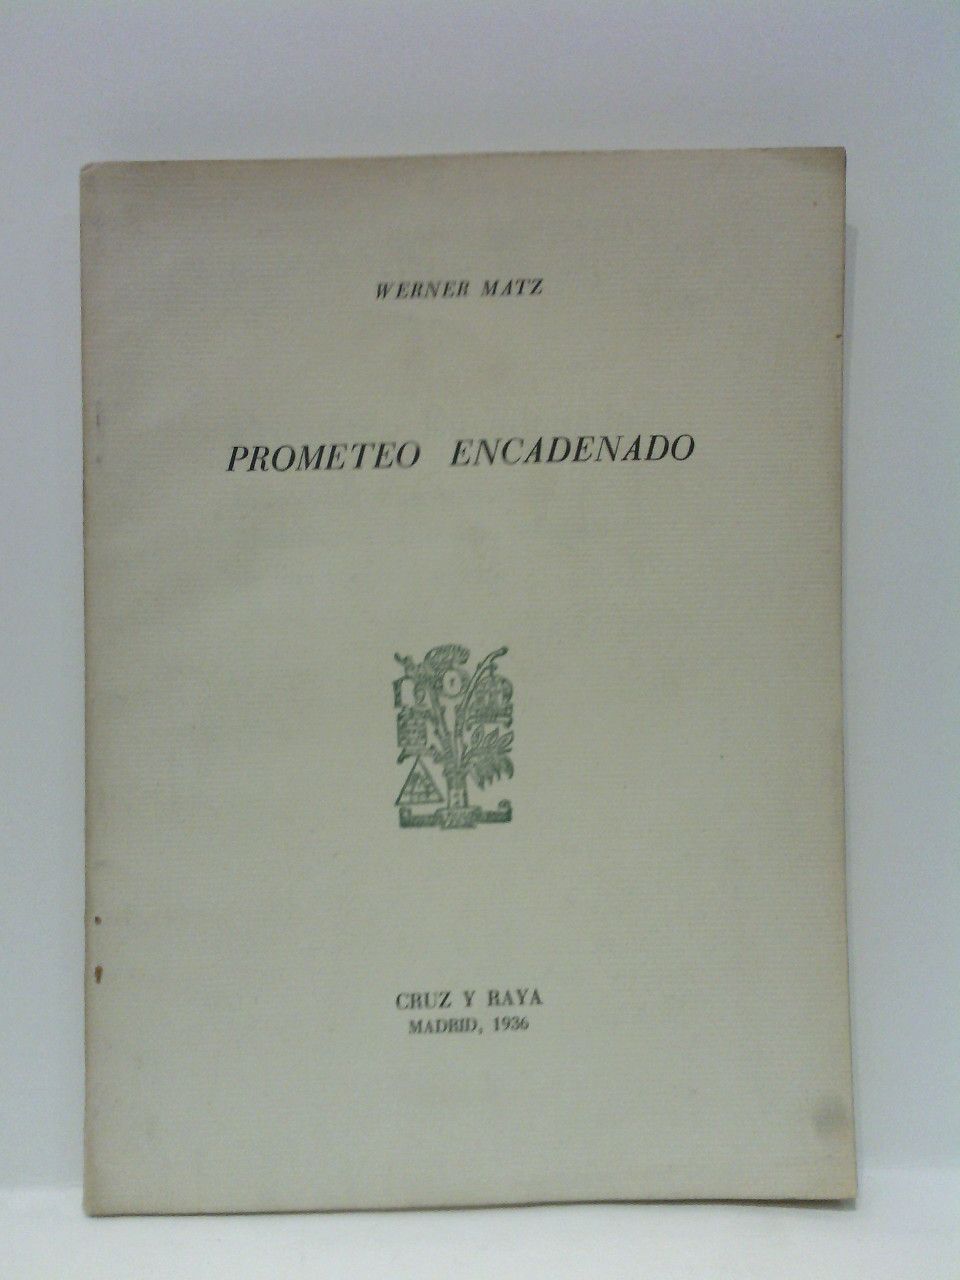 WERNER MATZ
PROMETEO ENCADENADO
CRUZ Y RAYA
MADRID, 1936